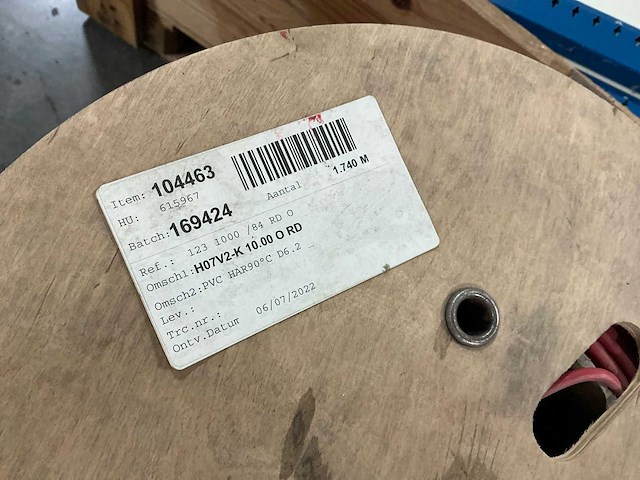 Item: 104463
HU: 615967
Batch: 169424
Aantal 1.740 M
Ref.: 123 1000 /84 RD O
Omschl:H07V2-K 10.00 O RD
Omsch2:PVC HAR90°C D6.2 _
Lev.:
Trc.nr.:
Ontv.Datum 06/07/2022